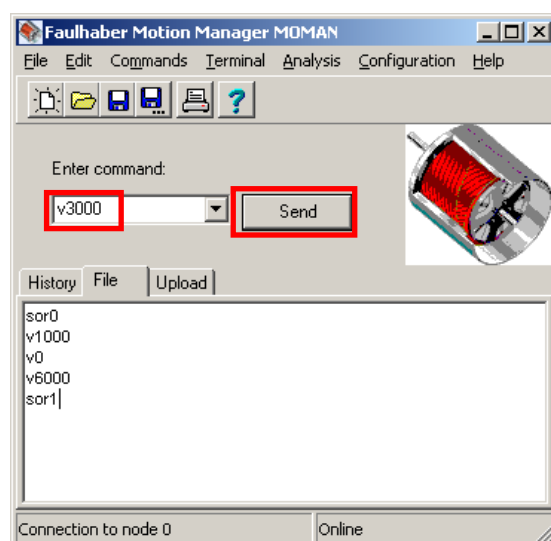 Faulhaber Motion Manager MOMAN
File Edit Commands Terminal Analysis Configuration Help
Enter command:
v3000 Send
History File Upload
sor0
v1000
v0
v6000
sor1
Connection to node 0 Online